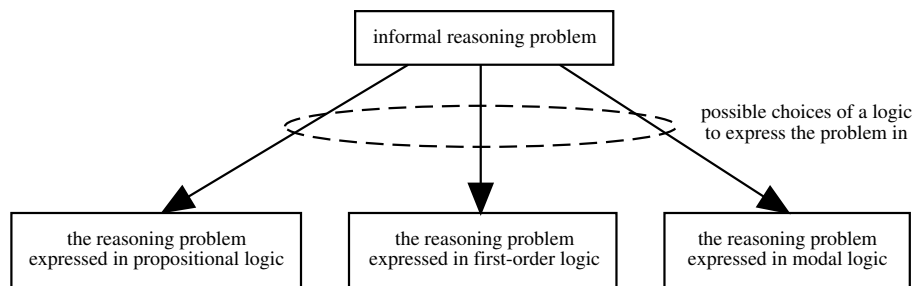 informal reasoning problem
possible choices of a logic
to express the problem in
the reasoning problem
expressed in propositional logic
the reasoning problem
expressed in first-order logic
the reasoning problem
expressed in modal logic